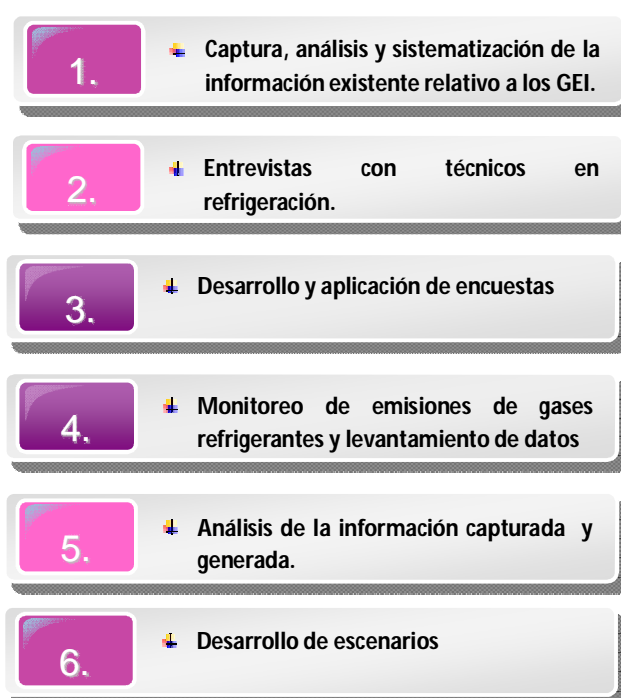 1.
Captura, análisis y sistematización de la
información existente relativo a los GEI.
2.
Entrevistas con técnicos en
refrigeración.
3.
Desarrollo y aplicación de encuestas
4.
Monitoreo de emisiones de gases
refrigerantes y levantamiento de datos
5.
Análisis de la información capturada y
generada.
6.
Desarrollo de escenarios